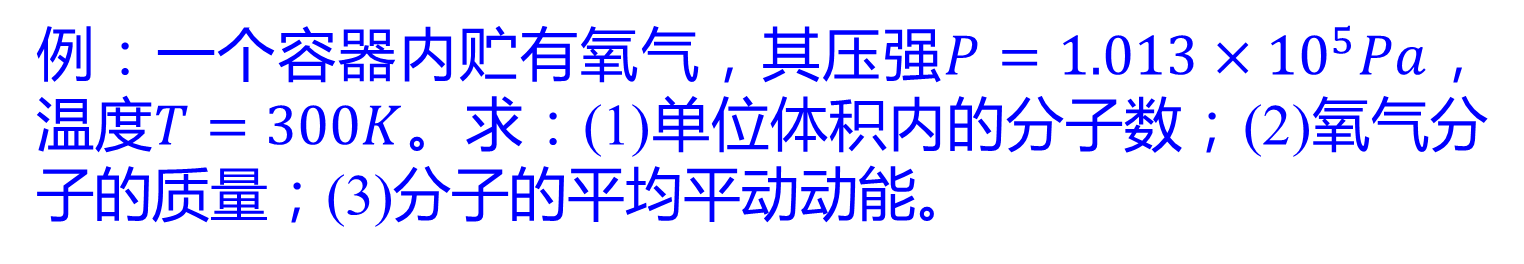 例：一个容器内贮有氧气，其压强P = 1.013 × 10⁵Pa，
温度T = 300K。求：(1)单位体积内的分子数；(2)氧气分
子的质量；(3)分子的平均平动动能。